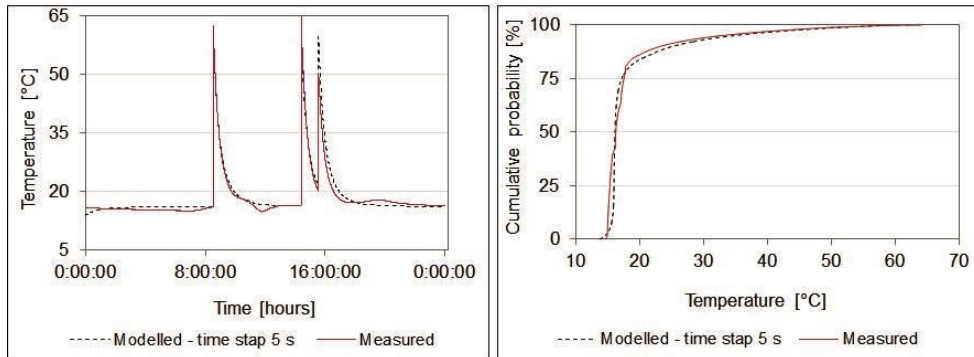 65
50
35
20
5
Temperature [°C]
0:00:00 8:00:00 16:00:00 0:00:00
Time [hours]
Modelled - time stap 5 s Measured
100
75
50
25
0
Cumulative probability [%]
10 20 30 40 50 60 70
Temperature [°C]
Modelled - time stap 5 s Measured